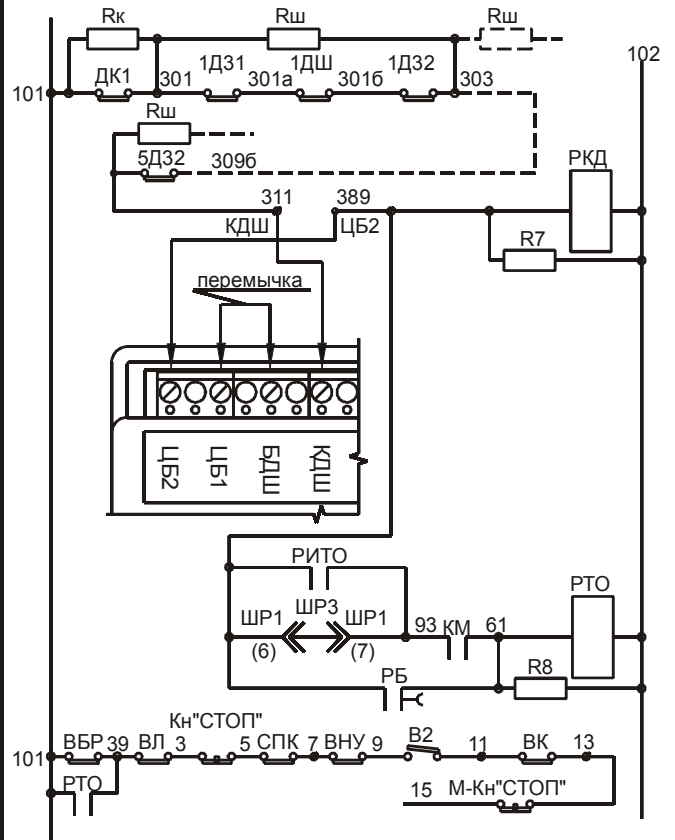 Rк Rш Rш
102
ДК1 301 1ДЗ1 301а 1ДШ 301б 1ДЗ2 303
101
Rш
5ДЗ2 309б
РКД
311 389
КДШ ЦБ2
R7
перемычка
ЦБ2 ЦБ1 БДШ КДШ
РИТО
РТО
ШР1 ШР3 ШР1 93 КМ 61
(6) (7)
R8
РБ
Кн"СТОП"
101 ВБР 39 ВЛ 3 5 СПК 7 ВНУ 9 В2 11 ВК 13
РТО
15 М-Кн"СТОП"